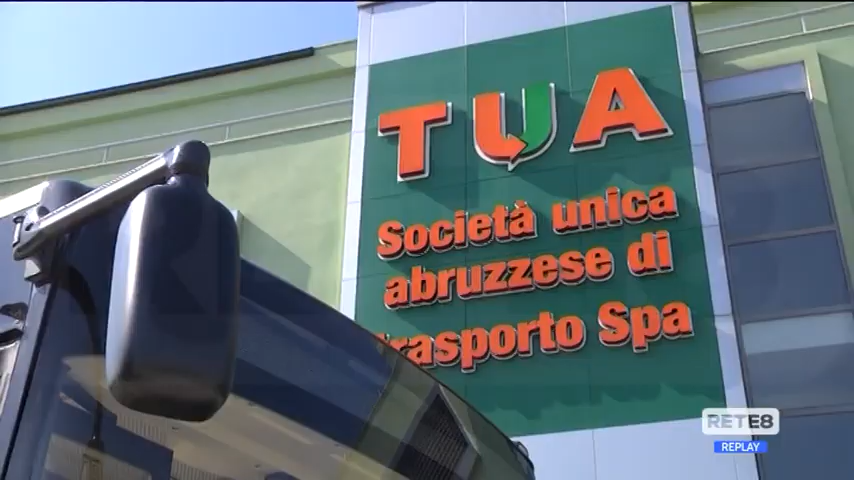 TUA
Società unica
abruzzese di
trasporto Spa
RETE8
REPLAY